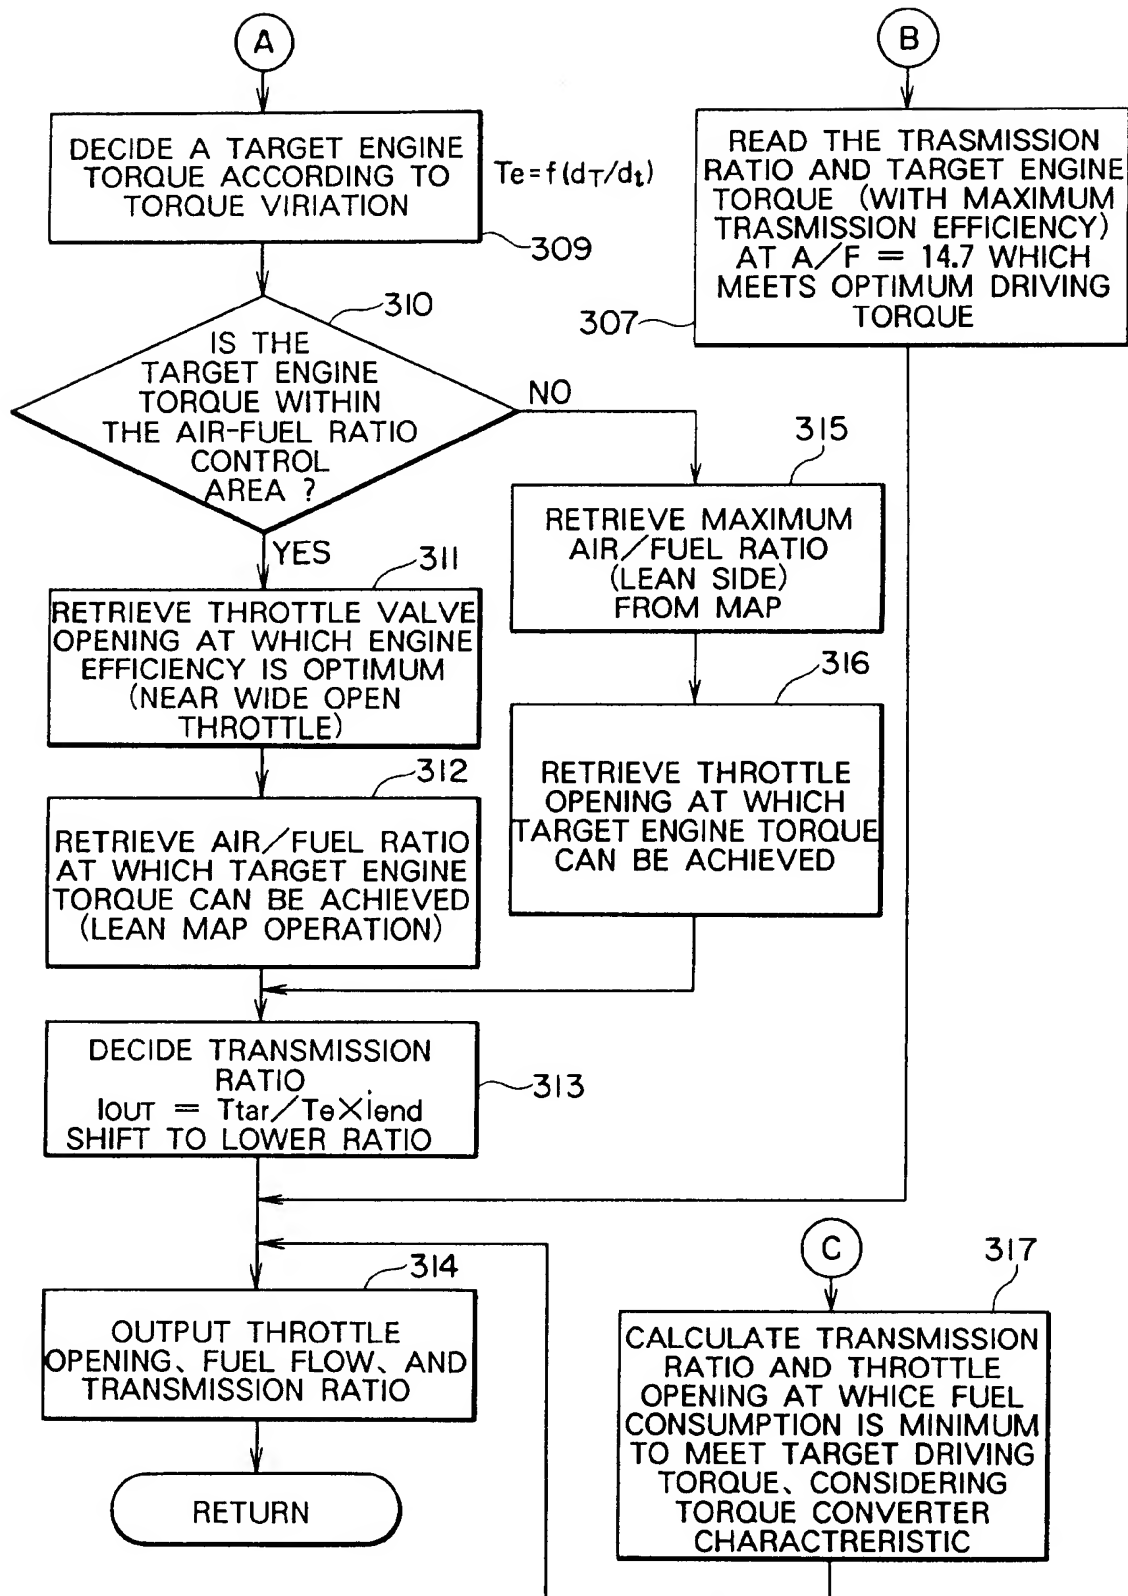 A
DECIDE A TARGET ENGINE
TORQUE ACCORDING TO
TORQUE VIRIATION
Te=f(dT/dt)
309
310
IS THE
TARGET ENGINE
TORQUE WITHIN
THE AIR-FUEL RATIO
CONTROL
AREA ?
NO
YES
311
RETRIEVE THROTTLE VALVE
OPENING AT WHICH ENGINE
EFFICIENCY IS OPTIMUM
(NEAR WIDE OPEN
THROTTLE)
312
RETRIEVE AIR/FUEL RATIO
AT WHICH TARGET ENGINE
TORQUE CAN BE ACHIEVED
(LEAN MAP OPERATION)
315
RETRIEVE MAXIMUM
AIR/FUEL RATIO
(LEAN SIDE)
FROM MAP
316
RETRIEVE THROTTLE
OPENING AT WHICH
TARGET ENGINE TORQUE
CAN BE ACHIEVED
DECIDE TRANSMISSION
RATIO
IOUT = Ttar/Te×iend
SHIFT TO LOWER RATIO
313
314
OUTPUT THROTTLE
OPENING、FUEL FLOW、AND
TRANSMISSION RATIO
RETURN
B
READ THE TRASMISSION
RATIO AND TARGET ENGINE
TORQUE (WITH MAXIMUM
TRASMISSION EFFICIENCY)
AT A/F = 14.7 WHICH
MEETS OPTIMUM DRIVING
TORQUE
307
C
317
CALCULATE TRANSMISSION
RATIO AND THROTTLE
OPENING AT WHICE FUEL
CONSUMPTION IS MINIMUM
TO MEET TARGET DRIVING
TORQUE、CONSIDERING
TORQUE CONVERTER
CHARACTRERISTIC